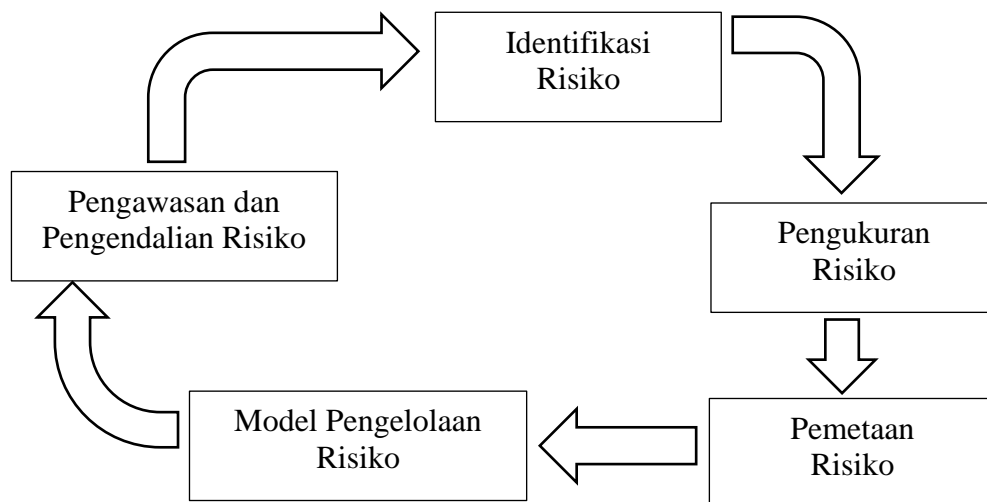 Identifikasi
Risiko
Pengukuran
Risiko
Pemetaan
Risiko
Model Pengelolaan
Risiko
Pengawasan dan
Pengendalian Risiko